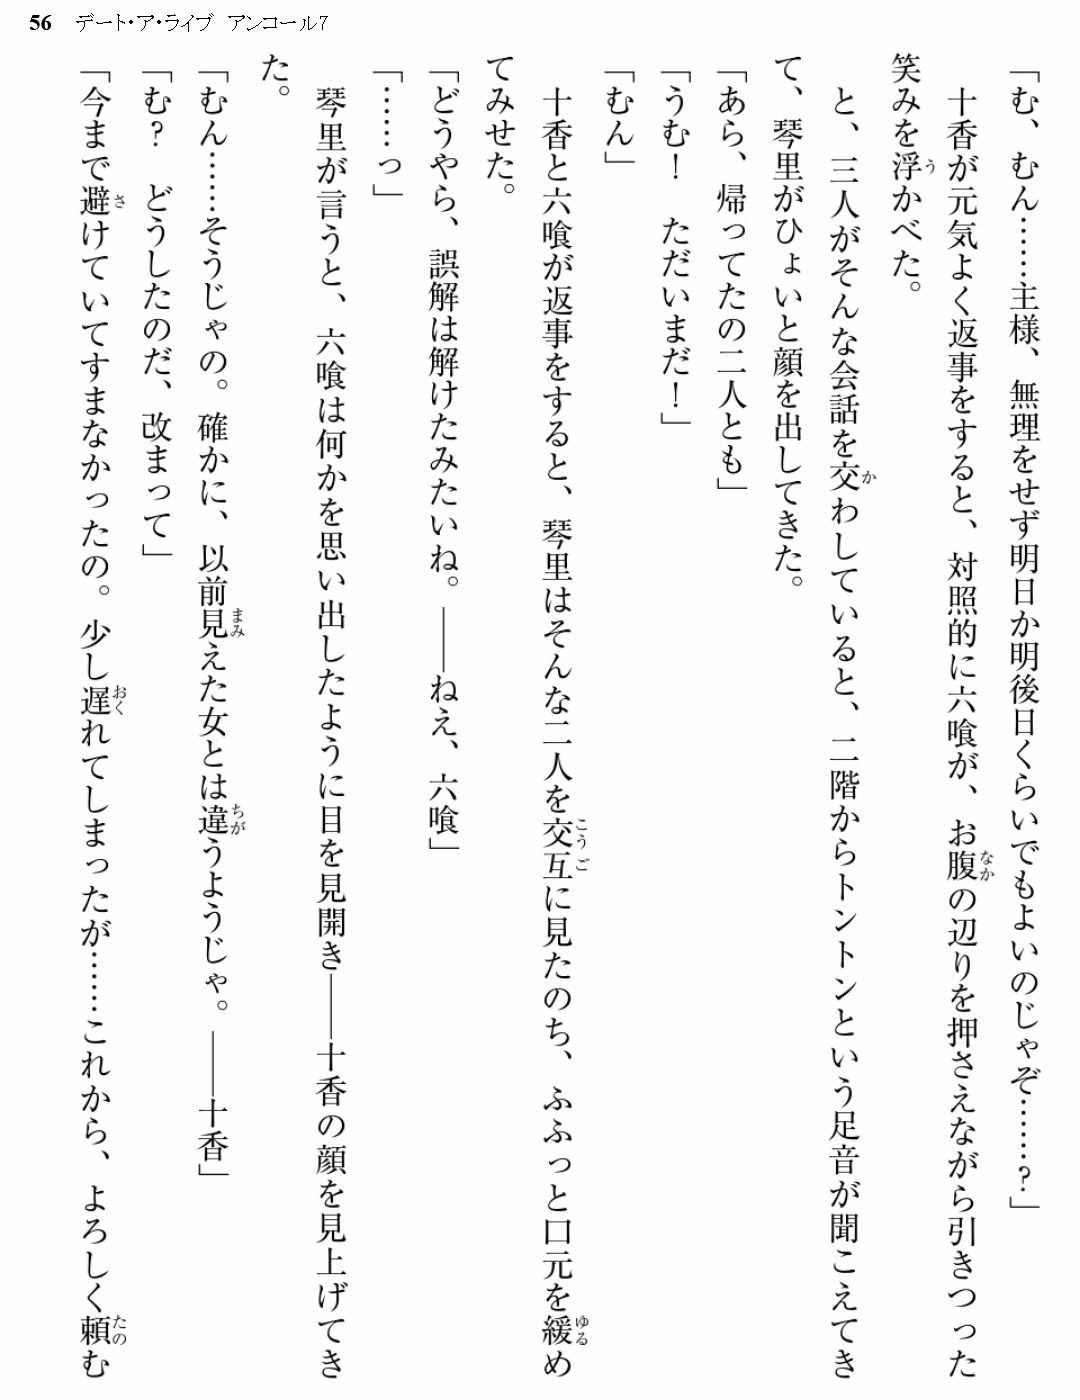 56 デート・ア・ライブ アンコール7
「む、むん……主様、無理をせず明日か明後日くらいでもよいのじゃぞ……?」
　十香が元気よく返事をすると、対照的に六喰が、お腹の辺りを押さえながら引きつった
笑みを浮かべた。
　と、三人がそんな会話を交わしていると、二階からトントンという足音が聞こえてき
て、琴里がひょいと顔を出してきた。
「あら、帰ってたの二人とも」
「うむ！　ただいまだ！」
「むん」
　十香と六喰が返事をすると、琴里はそんな二人を交互に見たのち、ふふっと口元を緩め
てみせた。
「どうやら、誤解は解けたみたいね。――ねえ、六喰」
「……っ」
　琴里が言うと、六喰は何かを思い出したように目を見開き――十香の顔を見上げてき
た。
「むん……そうじゃの。確かに、以前見えた女とは違うようじゃ。――十香」
「む？　どうしたのだ、改まって」
「今まで避けていてすまなかったの。少し遅れてしまったが……これから、よろしく頼む